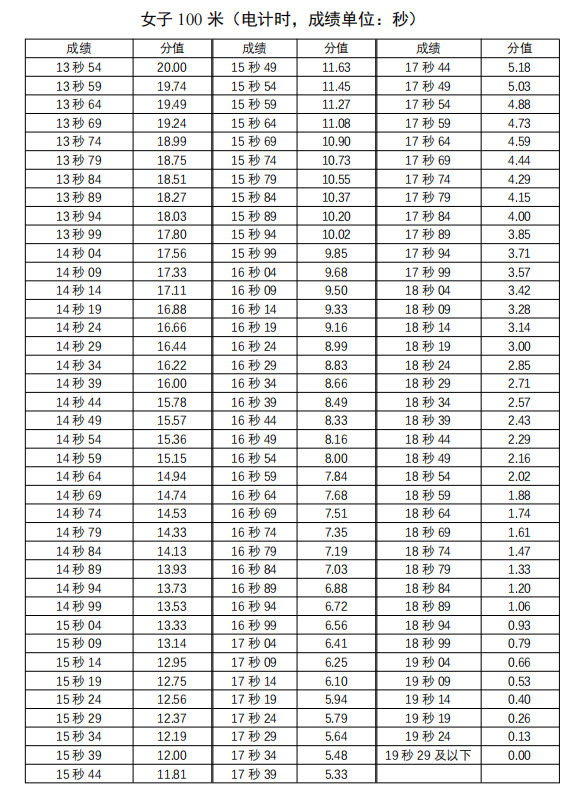 女子 100 米（电计时，成绩单位：秒）
成绩 分值 成绩 分值 成绩 分值
13 秒 54 20.00 15 秒 49 11.63 17 秒 44 5.18
13 秒 59 19.74 15 秒 54 11.45 17 秒 49 5.03
13 秒 64 19.49 15 秒 59 11.27 17 秒 54 4.88
13 秒 69 19.24 15 秒 64 11.08 17 秒 59 4.73
13 秒 74 18.99 15 秒 69 10.90 17 秒 64 4.59
13 秒 79 18.75 15 秒 74 10.73 17 秒 69 4.44
13 秒 84 18.51 15 秒 79 10.55 17 秒 74 4.29
13 秒 89 18.27 15 秒 84 10.37 17 秒 79 4.15
13 秒 94 18.03 15 秒 89 10.20 17 秒 84 4.00
13 秒 99 17.80 15 秒 94 10.02 17 秒 89 3.85
14 秒 04 17.56 15 秒 99 9.85 17 秒 94 3.71
14 秒 09 17.33 16 秒 04 9.68 17 秒 99 3.57
14 秒 14 17.11 16 秒 09 9.50 18 秒 04 3.42
14 秒 19 16.88 16 秒 14 9.33 18 秒 09 3.28
14 秒 24 16.66 16 秒 19 9.16 18 秒 14 3.14
14 秒 29 16.44 16 秒 24 8.99 18 秒 19 3.00
14 秒 34 16.22 16 秒 29 8.83 18 秒 24 2.85
14 秒 39 16.00 16 秒 34 8.66 18 秒 29 2.71
14 秒 44 15.78 16 秒 39 8.49 18 秒 34 2.57
14 秒 49 15.57 16 秒 44 8.33 18 秒 39 2.43
14 秒 54 15.36 16 秒 49 8.16 18 秒 44 2.29
14 秒 59 15.15 16 秒 54 8.00 18 秒 49 2.16
14 秒 64 14.94 16 秒 59 7.84 18 秒 54 2.02
14 秒 69 14.74 16 秒 64 7.68 18 秒 59 1.88
14 秒 74 14.53 16 秒 69 7.51 18 秒 64 1.74
14 秒 79 14.33 16 秒 74 7.35 18 秒 69 1.61
14 秒 84 14.13 16 秒 79 7.19 18 秒 74 1.47
14 秒 89 13.93 16 秒 84 7.03 18 秒 79 1.33
14 秒 94 13.73 16 秒 89 6.88 18 秒 84 1.20
14 秒 99 13.53 16 秒 94 6.72 18 秒 89 1.06
15 秒 04 13.33 16 秒 99 6.56 18 秒 94 0.93
15 秒 09 13.14 17 秒 04 6.41 18 秒 99 0.79
15 秒 14 12.95 17 秒 09 6.25 19 秒 04 0.66
15 秒 19 12.75 17 秒 14 6.10 19 秒 09 0.53
15 秒 24 12.56 17 秒 19 5.94 19 秒 14 0.40
15 秒 29 12.37 17 秒 24 5.79 19 秒 19 0.26
15 秒 34 12.19 17 秒 29 5.64 19 秒 24 0.13
15 秒 39 12.00 17 秒 34 5.48 19 秒 29 及以下 0.00
15 秒 44 11.81 17 秒 39 5.33